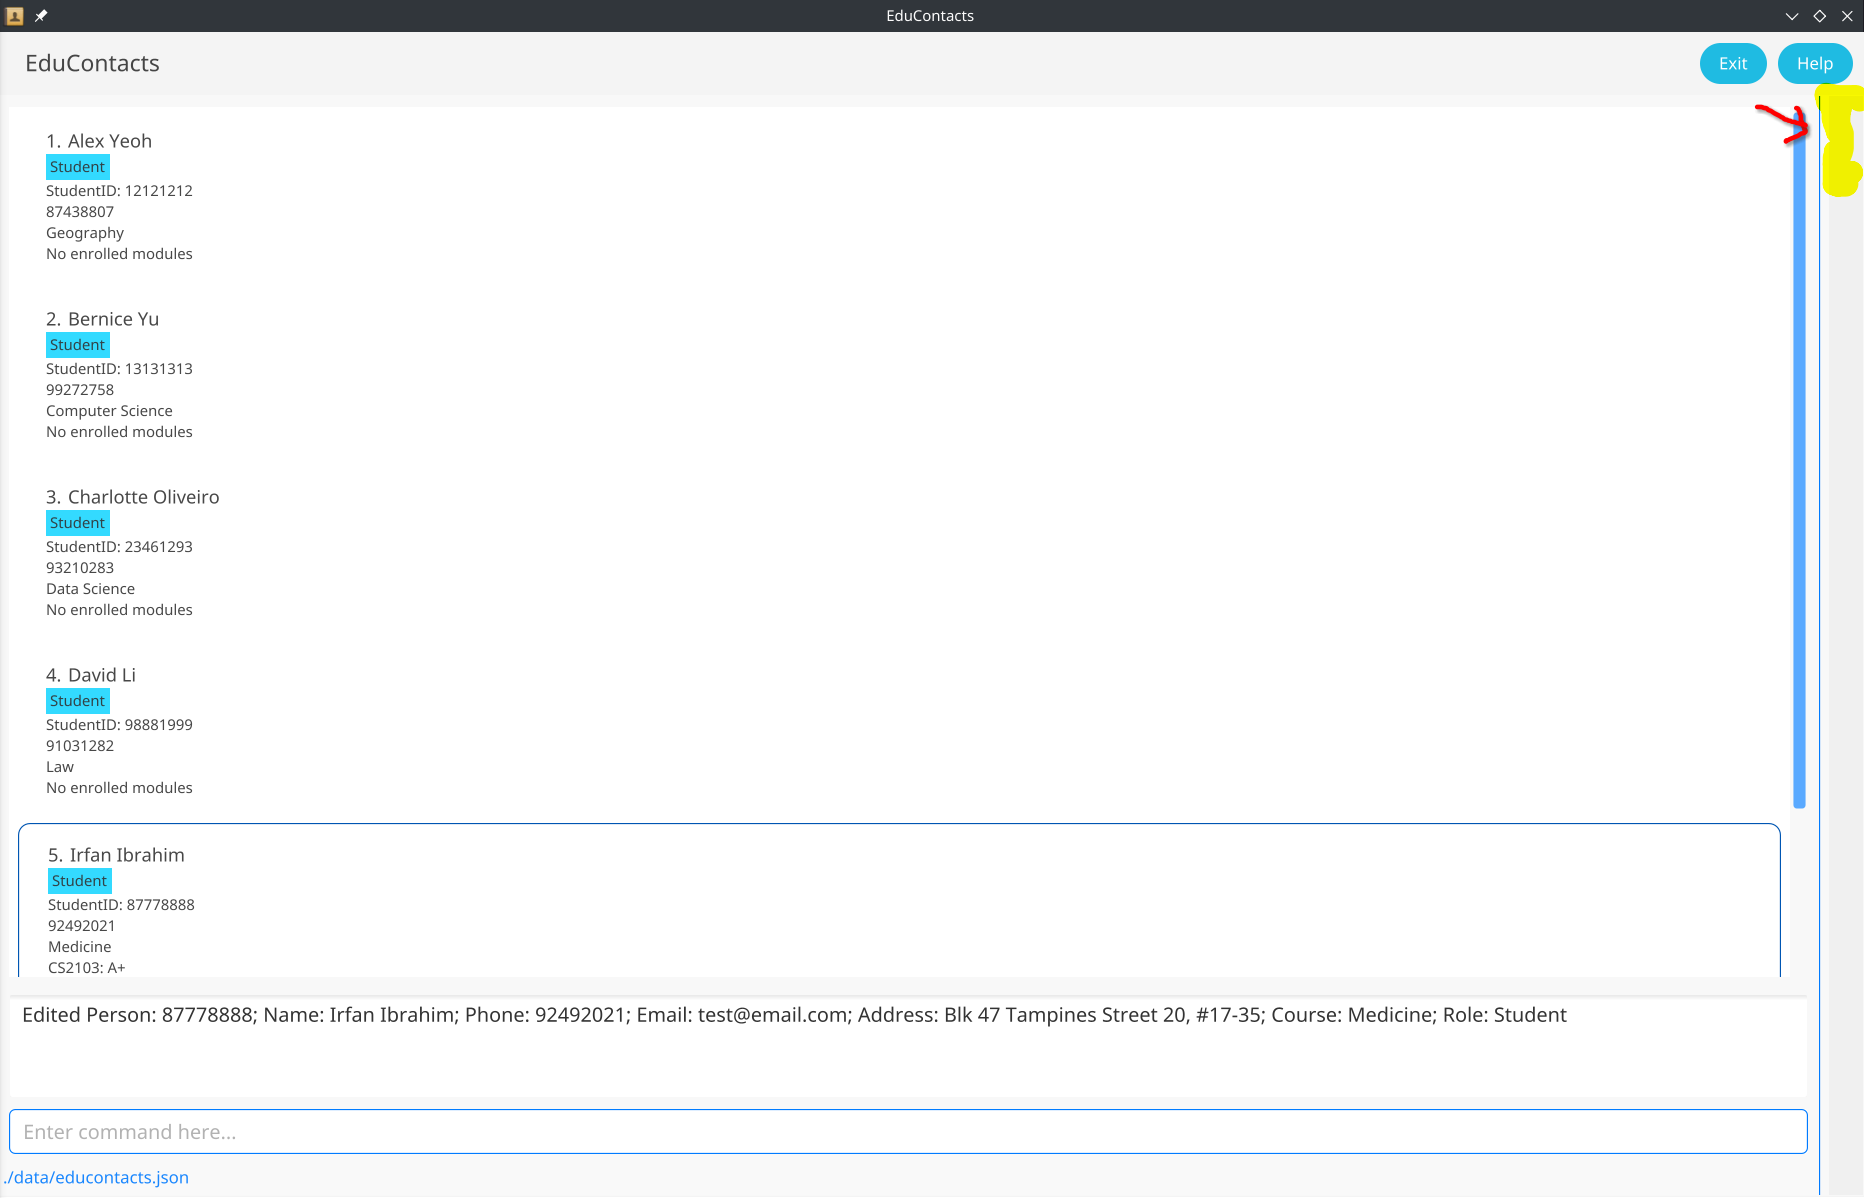 EduContacts
EduContacts
Exit
Help
1. Alex Yeoh
Student
StudentID: 12121212
87438807
Geography
No enrolled modules
2. Bernice Yu
Student
StudentID: 13131313
99272758
Computer Science
No enrolled modules
3. Charlotte Oliveiro
Student
StudentID: 23461293
93210283
Data Science
No enrolled modules
4. David Li
Student
StudentID: 98881999
91031282
Law
No enrolled modules
5. Irfan Ibrahim
Student
StudentID: 87778888
92492021
Medicine
CS2103: A+
Edited Person: 87778888; Name: Irfan Ibrahim; Phone: 92492021; Email: test@email.com; Address: Blk 47 Tampines Street 20, #17-35; Course: Medicine; Role: Student
Enter command here...
./data/educontacts.json